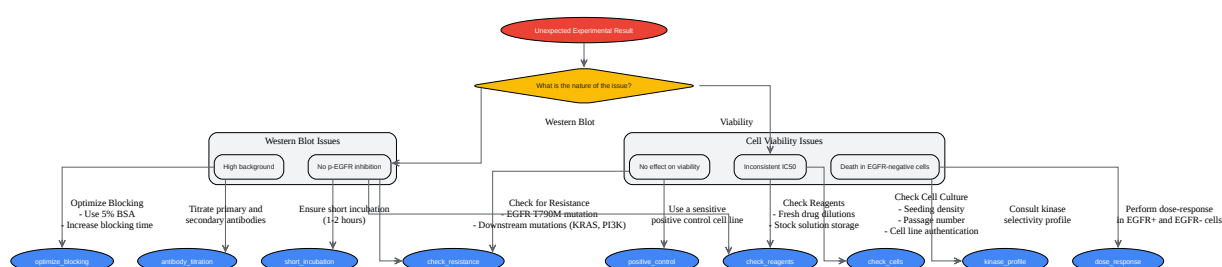 Unexpected Experimental Result
What is the nature of the issue?
Western Blot
Viability
Western Blot Issues
Cell Viability Issues
High background
No p-EGFR inhibition
No effect on viability
Inconsistent IC50
Death in EGFR-negative cells
Optimize Blocking
- Use 5% BSA
- Increase blocking time
Titrate primary and
secondary antibodies
Ensure short incubation
(1-2 hours)
Check for Resistance
- EGFR T790M mutation
- Downstream mutations (KRAS, PI3K)
Use a sensitive
positive control cell line
Check Reagents
- Fresh drug dilutions
- Stock solution storage
Check Cell Culture
- Seeding density
- Passage number
- Cell line authentication
Consult kinase
selectivity profile
Perform dose-response
in EGFR+ and EGFR- cells
optimize_blocking
antibody_titration
short_incubation
check_resistance
positive_control
check_reagents
check_cells
kinase_profile
dose_response